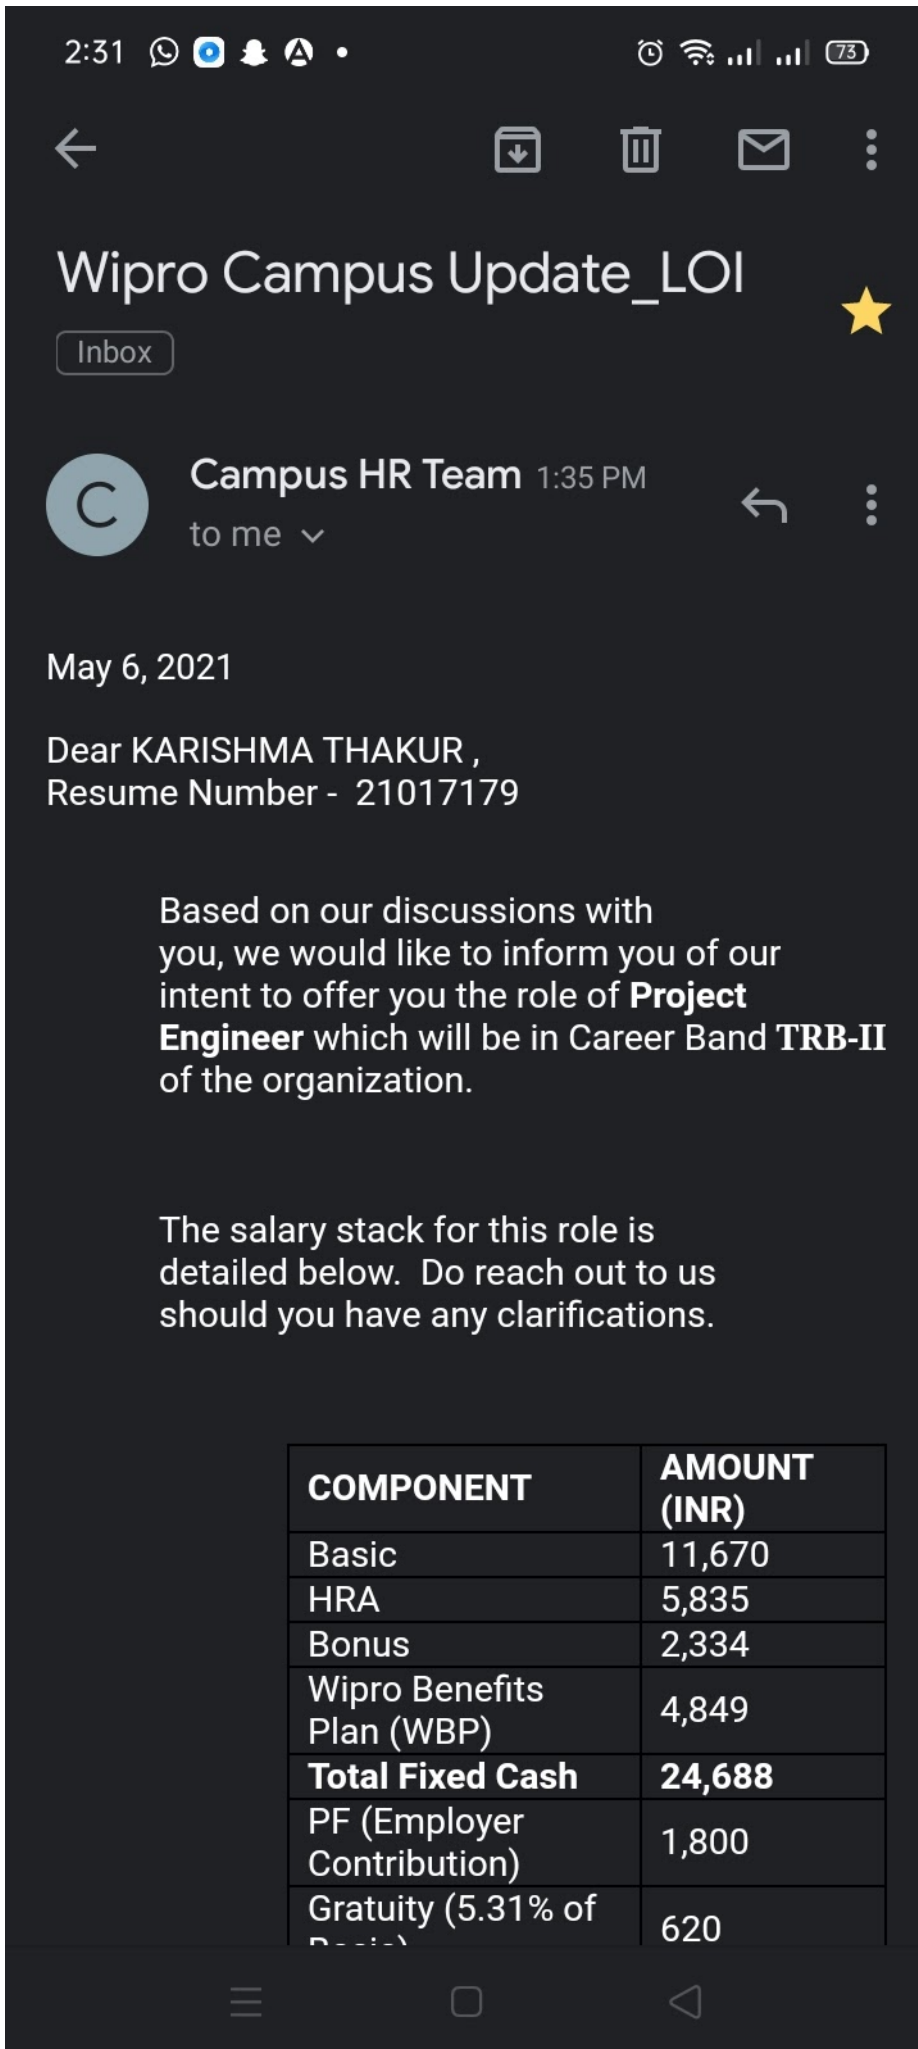 2:31
73
Wipro Campus Update_LOI
Inbox
C
Campus HR Team 1:35 PM
to me
May 6, 2021
Dear KARISHMA THAKUR ,
Resume Number -  21017179
Based on our discussions with
you, we would like to inform you of our
intent to offer you the role of Project
Engineer which will be in Career Band TRB-II
of the organization.
The salary stack for this role is
detailed below.  Do reach out to us
should you have any clarifications.
COMPONENT AMOUNT (INR)
Basic 11,670
HRA 5,835
Bonus 2,334
Wipro Benefits
Plan (WBP) 4,849
Total Fixed Cash 24,688
PF (Employer
Contribution) 1,800
Gratuity (5.31% of
Basic) 620